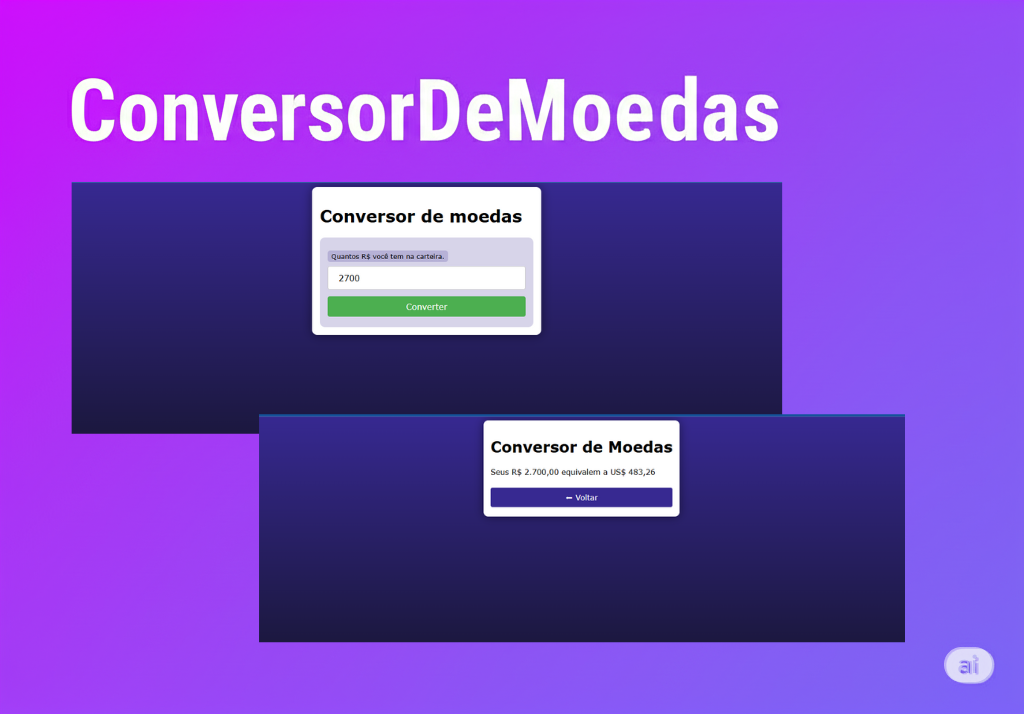 ConversorDeMoedas
Conversor de moedas
Quantos R$ você tem na carteira.
2700
Converter
Conversor de Moedas
Seus R$ 2.700,00 equivalem a US$ 483,26
⬅ Voltar
ai